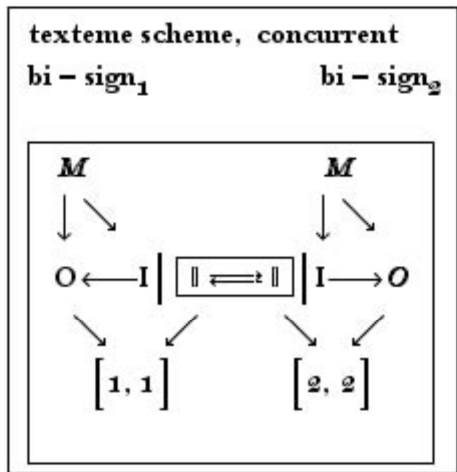 texteme scheme, concurrent
bi – sign₁ bi – sign₂
M M
O ← I | 𝕀 ⇌ 𝕀 | I → O
[1, 1] [2, 2]